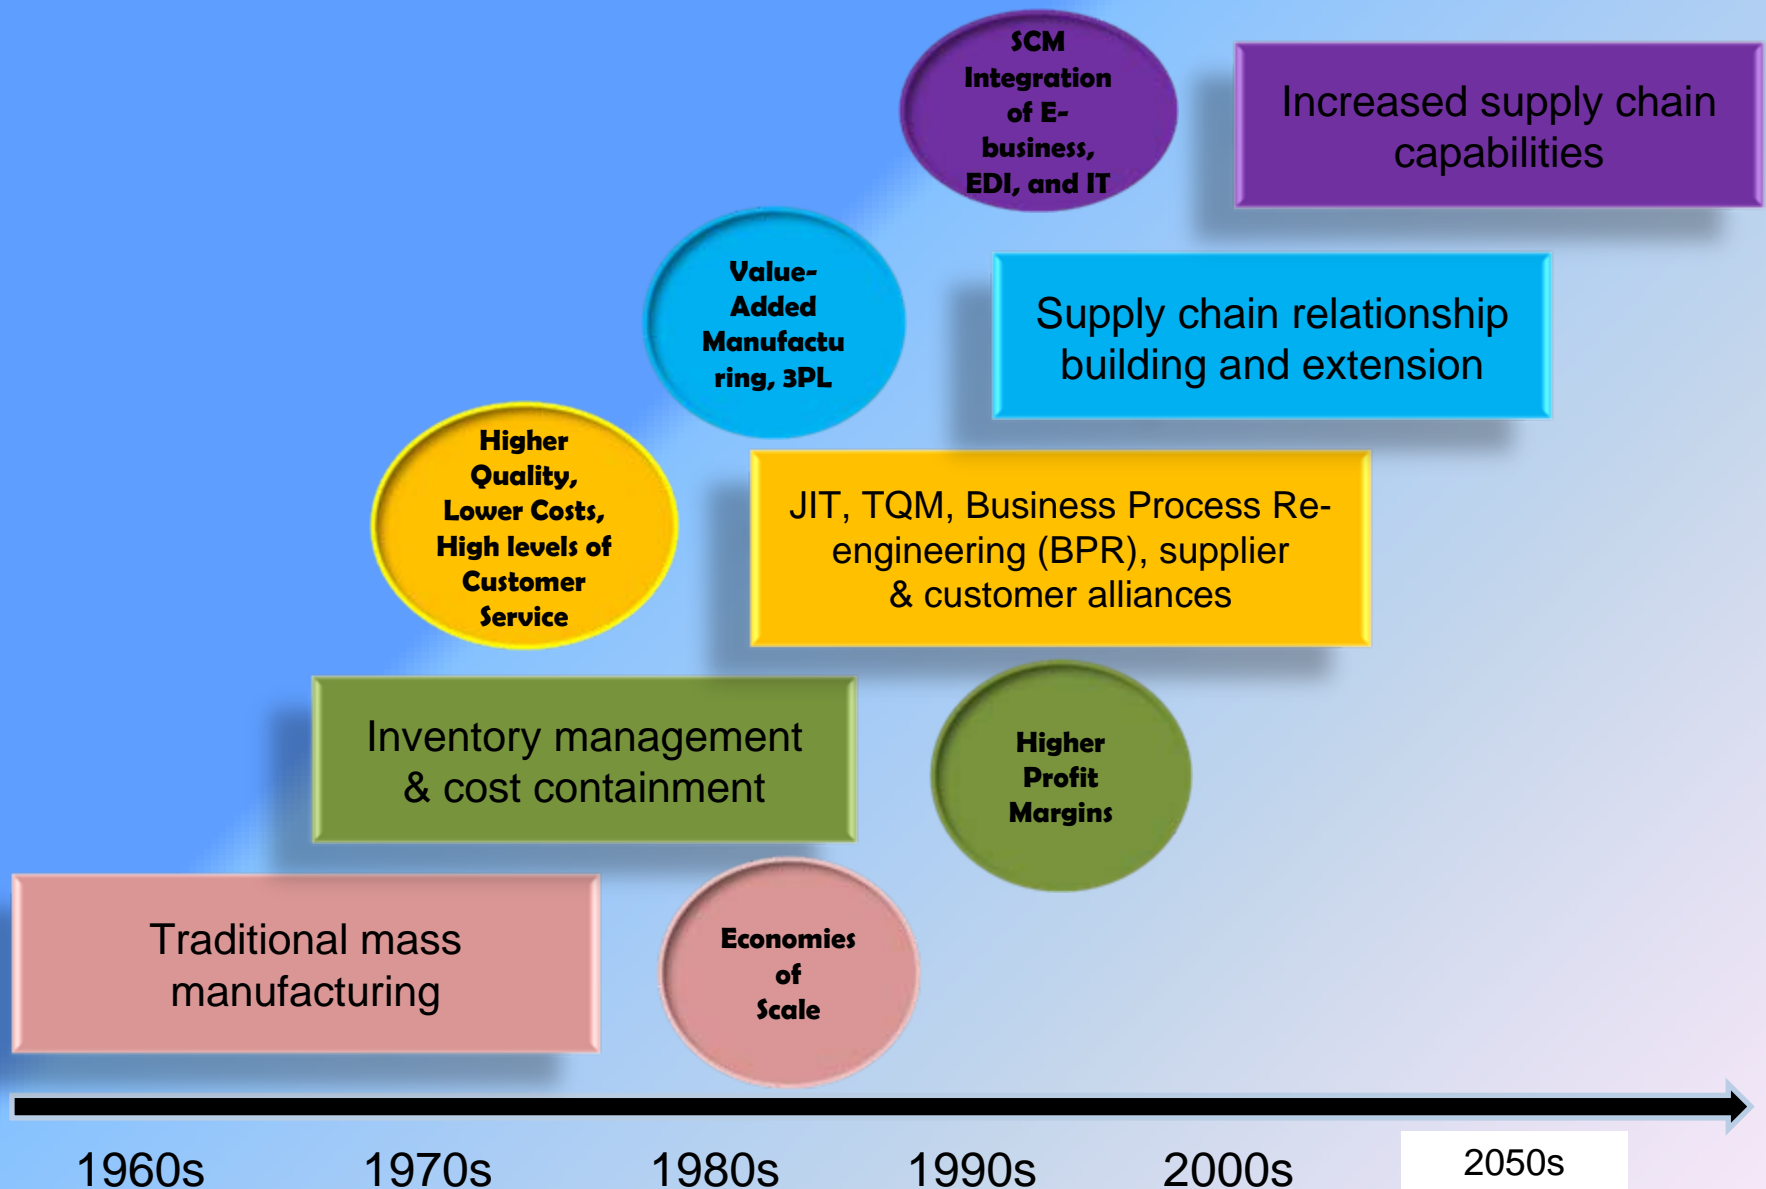 SCM
Integration
of E-
business,
EDI, and IT
Increased supply chain
capabilities
Value-
Added
Manufactu
ring, 3PL
Supply chain relationship
building and extension
Higher
Quality,
Lower Costs,
High levels of
Customer
Service
JIT, TQM, Business Process Re-
engineering (BPR), supplier
& customer alliances
Inventory management
& cost containment
Higher
Profit
Margins
Traditional mass
manufacturing
Economies
of
Scale
1960s 1970s 1980s 1990s 2000s 2050s